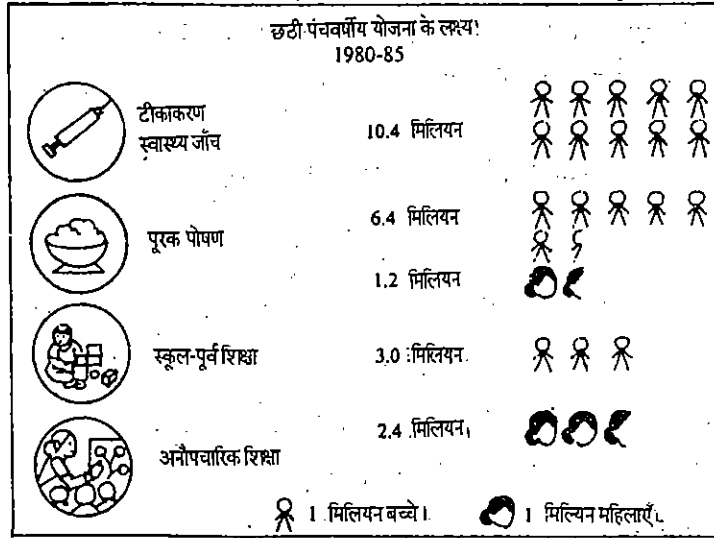 छठी पंचवर्षीय योजना के लक्ष्य
1980-85
टीकाकरण
स्वास्थ्य जाँच
10.4 मिलियन
पूरक पोषण
6.4 मिलियन
1.2 मिलियन
स्कूल-पूर्व शिक्षा
3.0 मिलियन
अनौपचारिक शिक्षा
2.4 मिलियन
1 मिलियन बच्चे।
1 मिल्यिन महिलाएँ।